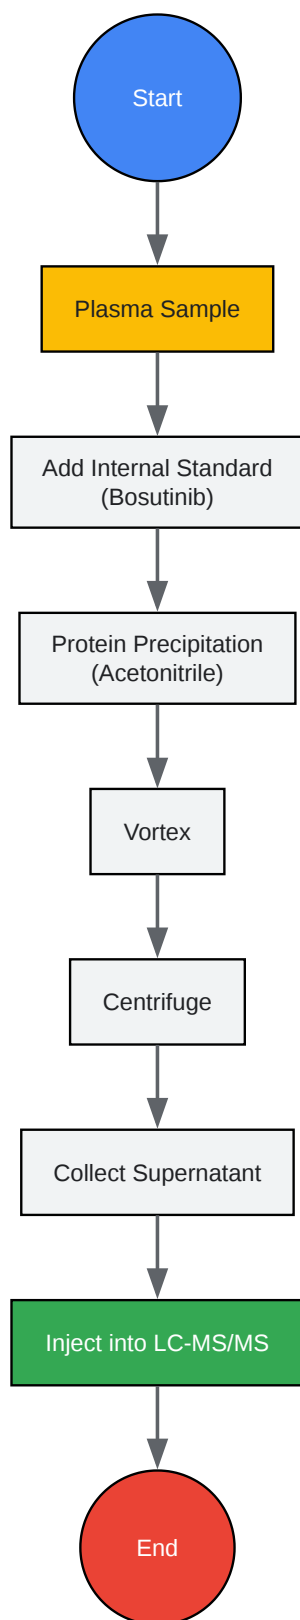 Start
Plasma Sample
Add Internal Standard
(Bosutinib)
Protein Precipitation
(Acetonitrile)
Vortex
Centrifuge
Collect Supernatant
Inject into LC-MS/MS
End